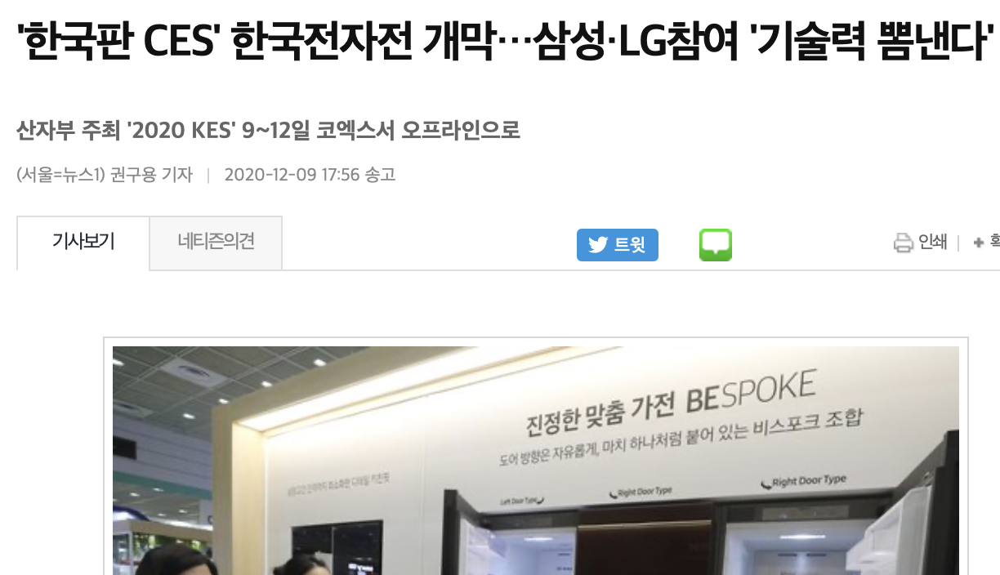 '한국판 CES' 한국전자전 개막…삼성·LG참여 '기술력 뽐낸다'
산자부 주최 '2020 KES' 9~12일 코엑스서 오프라인으로
(서울=뉴스1) 권구용 기자 | 2020-12-09 17:56 송고
기사보기 네티즌의견 트윗 인쇄
진정한 맞춤 가전 BESPOKE
도어 방향은 자유롭게, 마치 하나처럼 붙어 있는 비스포크 조합
Left Door Type Right Door Type Right Door Type